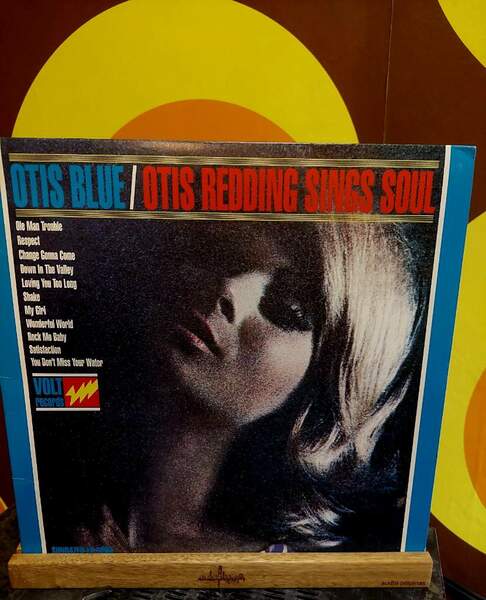 OTIS BLUE / OTIS REDDING SINGS SOUL
Ole Man Trouble
Respect
Change Gonna Come
Down In The Valley
Loving You Too Long
Shake
My Girl
Wonderful World
Rock Me Baby
Satisfaction
You Don't Miss Your Water
VOLT
records
audiofilarum